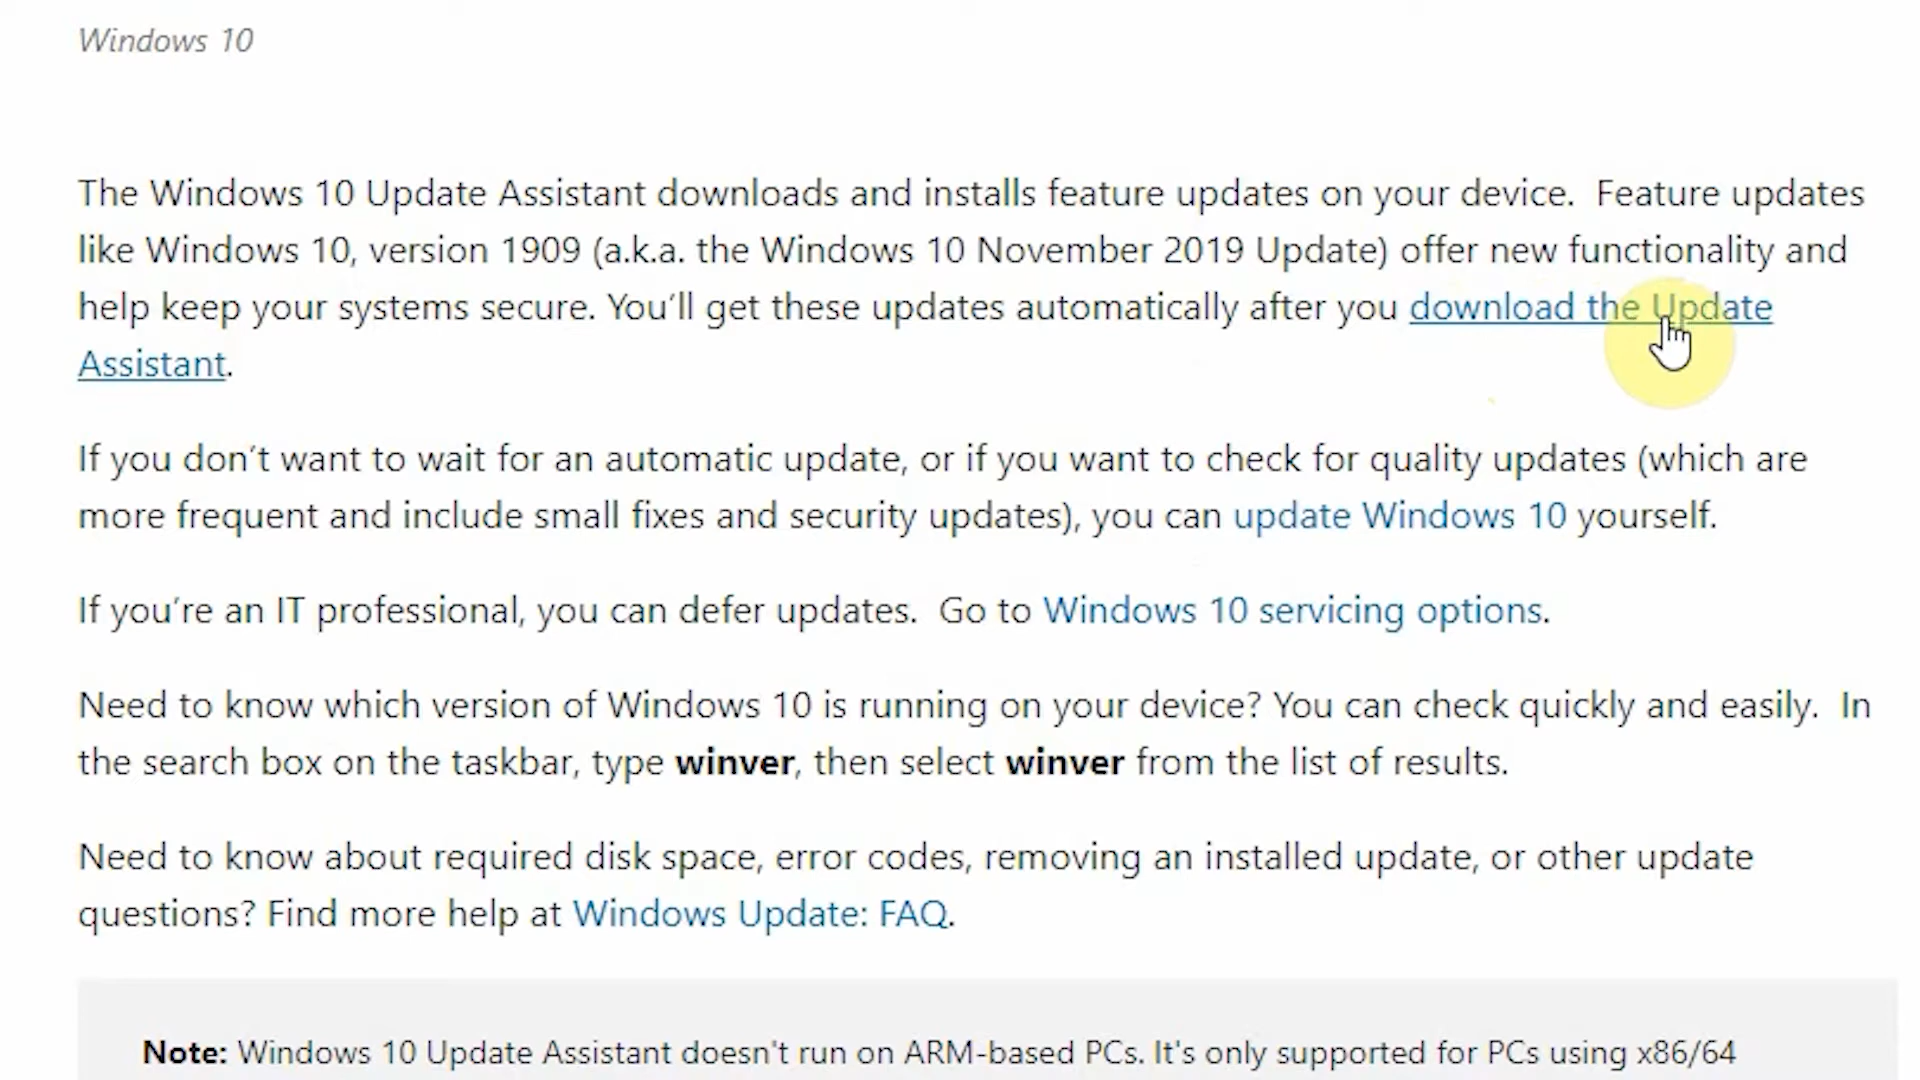 Windows 10
The Windows 10 Update Assistant downloads and installs feature updates on your device.  Feature updates
like Windows 10, version 1909 (a.k.a. the Windows 10 November 2019 Update) offer new functionality and
help keep your systems secure. You’ll get these updates automatically after you download the Update
Assistant.
If you don’t want to wait for an automatic update, or if you want to check for quality updates (which are
more frequent and include small fixes and security updates), you can update Windows 10 yourself.
If you’re an IT professional, you can defer updates.  Go to Windows 10 servicing options.
Need to know which version of Windows 10 is running on your device? You can check quickly and easily.  In
the search box on the taskbar, type winver, then select winver from the list of results.
Need to know about required disk space, error codes, removing an installed update, or other update
questions? Find more help at Windows Update: FAQ.
Note: Windows 10 Update Assistant doesn't run on ARM-based PCs. It's only supported for PCs using x86/64